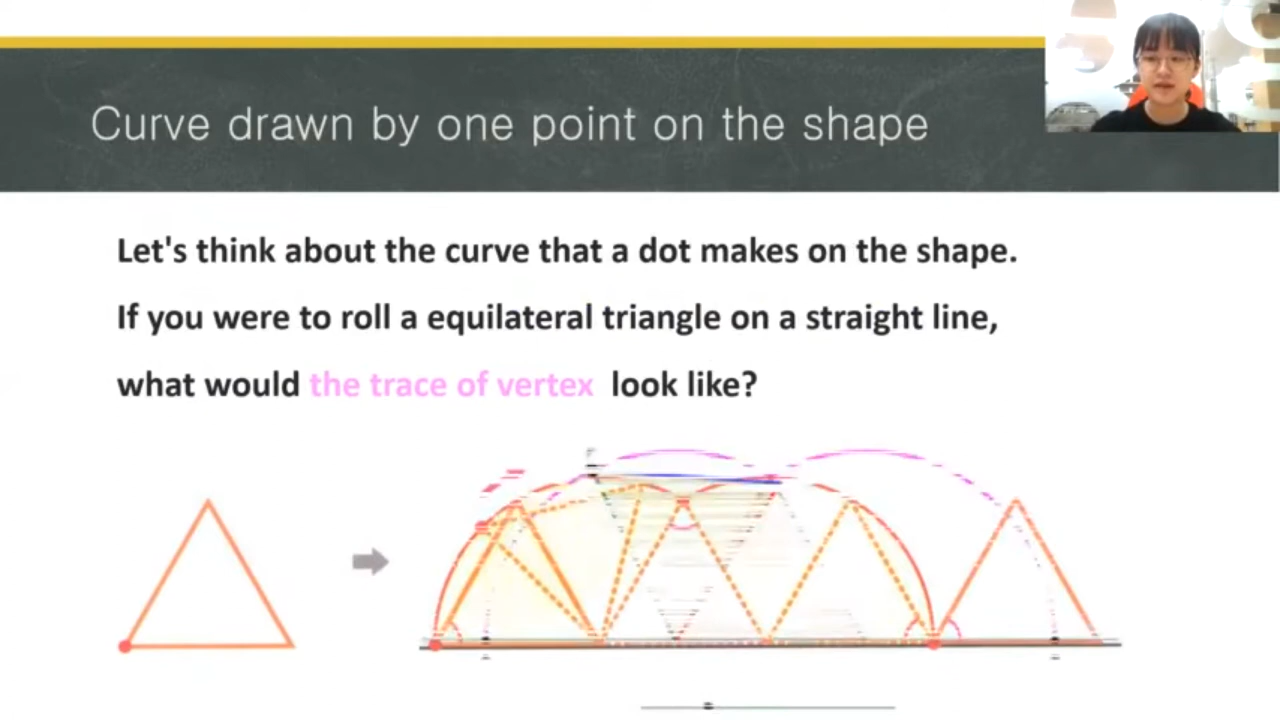 Curve drawn by one point on the shape
Let's think about the curve that a dot makes on the shape.
If you were to roll a equilateral triangle on a straight line,
what would the trace of vertex look like?